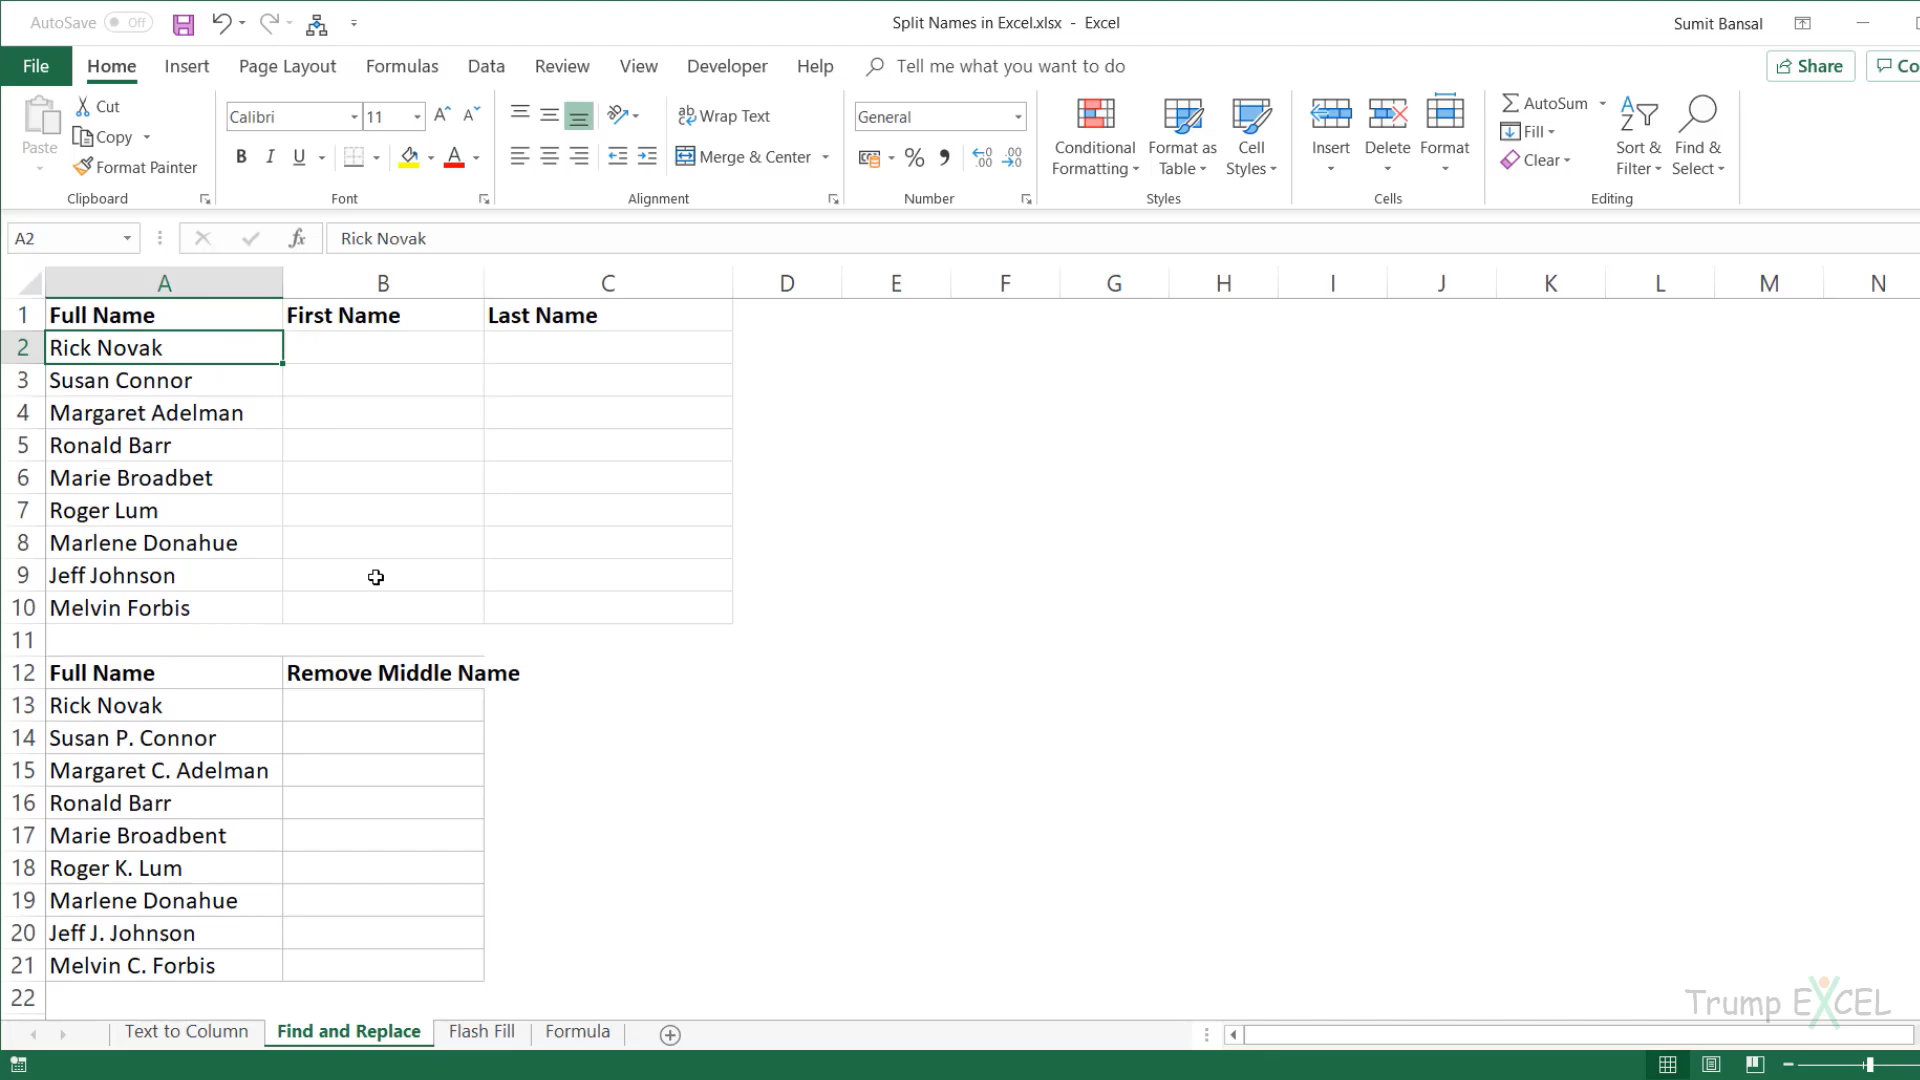 AutoSave Off
Split Names in Excel.xlsx - Excel
Sumit Bansal
File Home Insert Page Layout Formulas Data Review View Developer Help Tell me what you want to do
Share Co
Paste
Cut
Copy
Format Painter
Clipboard
Calibri 11
B I U A
Font
Wrap Text
Merge & Center
Alignment
General
% , .00 .00
Number
Conditional Formatting
Format as Table
Cell Styles
Styles
Insert Delete Format
Cells
AutoSum
Fill
Clear
Sort & Filter
Find & Select
Editing
A2 fx Rick Novak
A B C D E F G H I J K L M N
1 Full Name First Name Last Name
2 Rick Novak
3 Susan Connor
4 Margaret Adelman
5 Ronald Barr
6 Marie Broadbet
7 Roger Lum
8 Marlene Donahue
9 Jeff Johnson
10 Melvin Forbis
11
12 Full Name Remove Middle Name
13 Rick Novak
14 Susan P. Connor
15 Margaret C. Adelman
16 Ronald Barr
17 Marie Broadbent
18 Roger K. Lum
19 Marlene Donahue
20 Jeff J. Johnson
21 Melvin C. Forbis
22
Trump EXCEL
Text to Column Find and Replace Flash Fill Formula